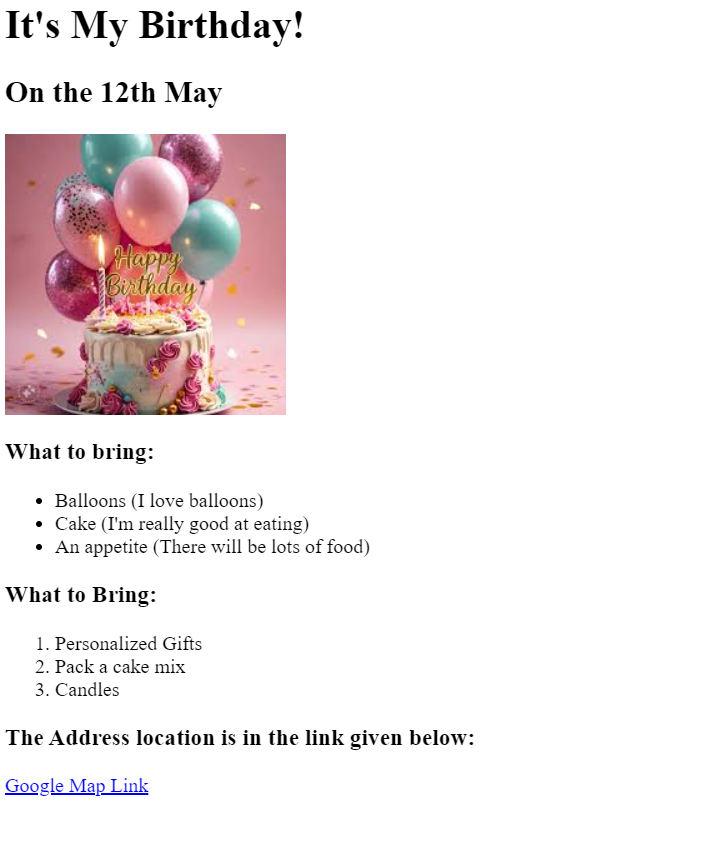 It's My Birthday!
On the 12th May
Happy
Birthday
What to bring:
Balloons (I love balloons)
Cake (I'm really good at eating)
An appetite (There will be lots of food)
What to Bring:
1. Personalized Gifts
2. Pack a cake mix
3. Candles
The Address location is in the link given below:
Google Map Link